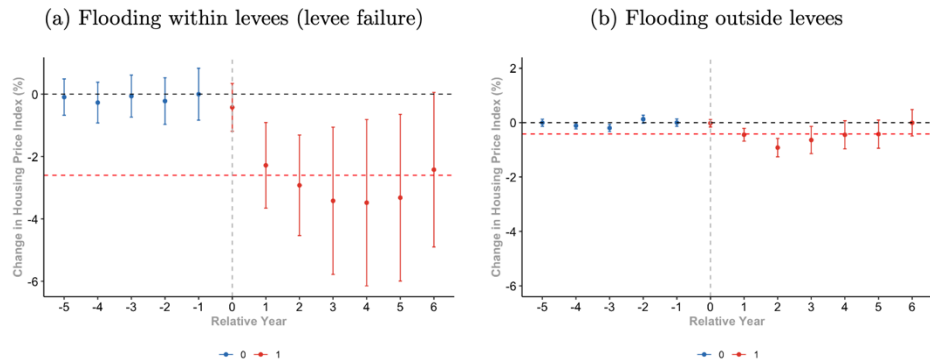 (a) Flooding within levees (levee failure)
Change in Housing Price Index (%)
0
-2
-4
-6
-5 -4 -3 -2 -1 0 1 2 3 4 5 6
Relative Year
0 1
(b) Flooding outside levees
Change in Housing Price Index (%)
2
0
-2
-4
-6
-5 -4 -3 -2 -1 0 1 2 3 4 5 6
Relative Year
0 1